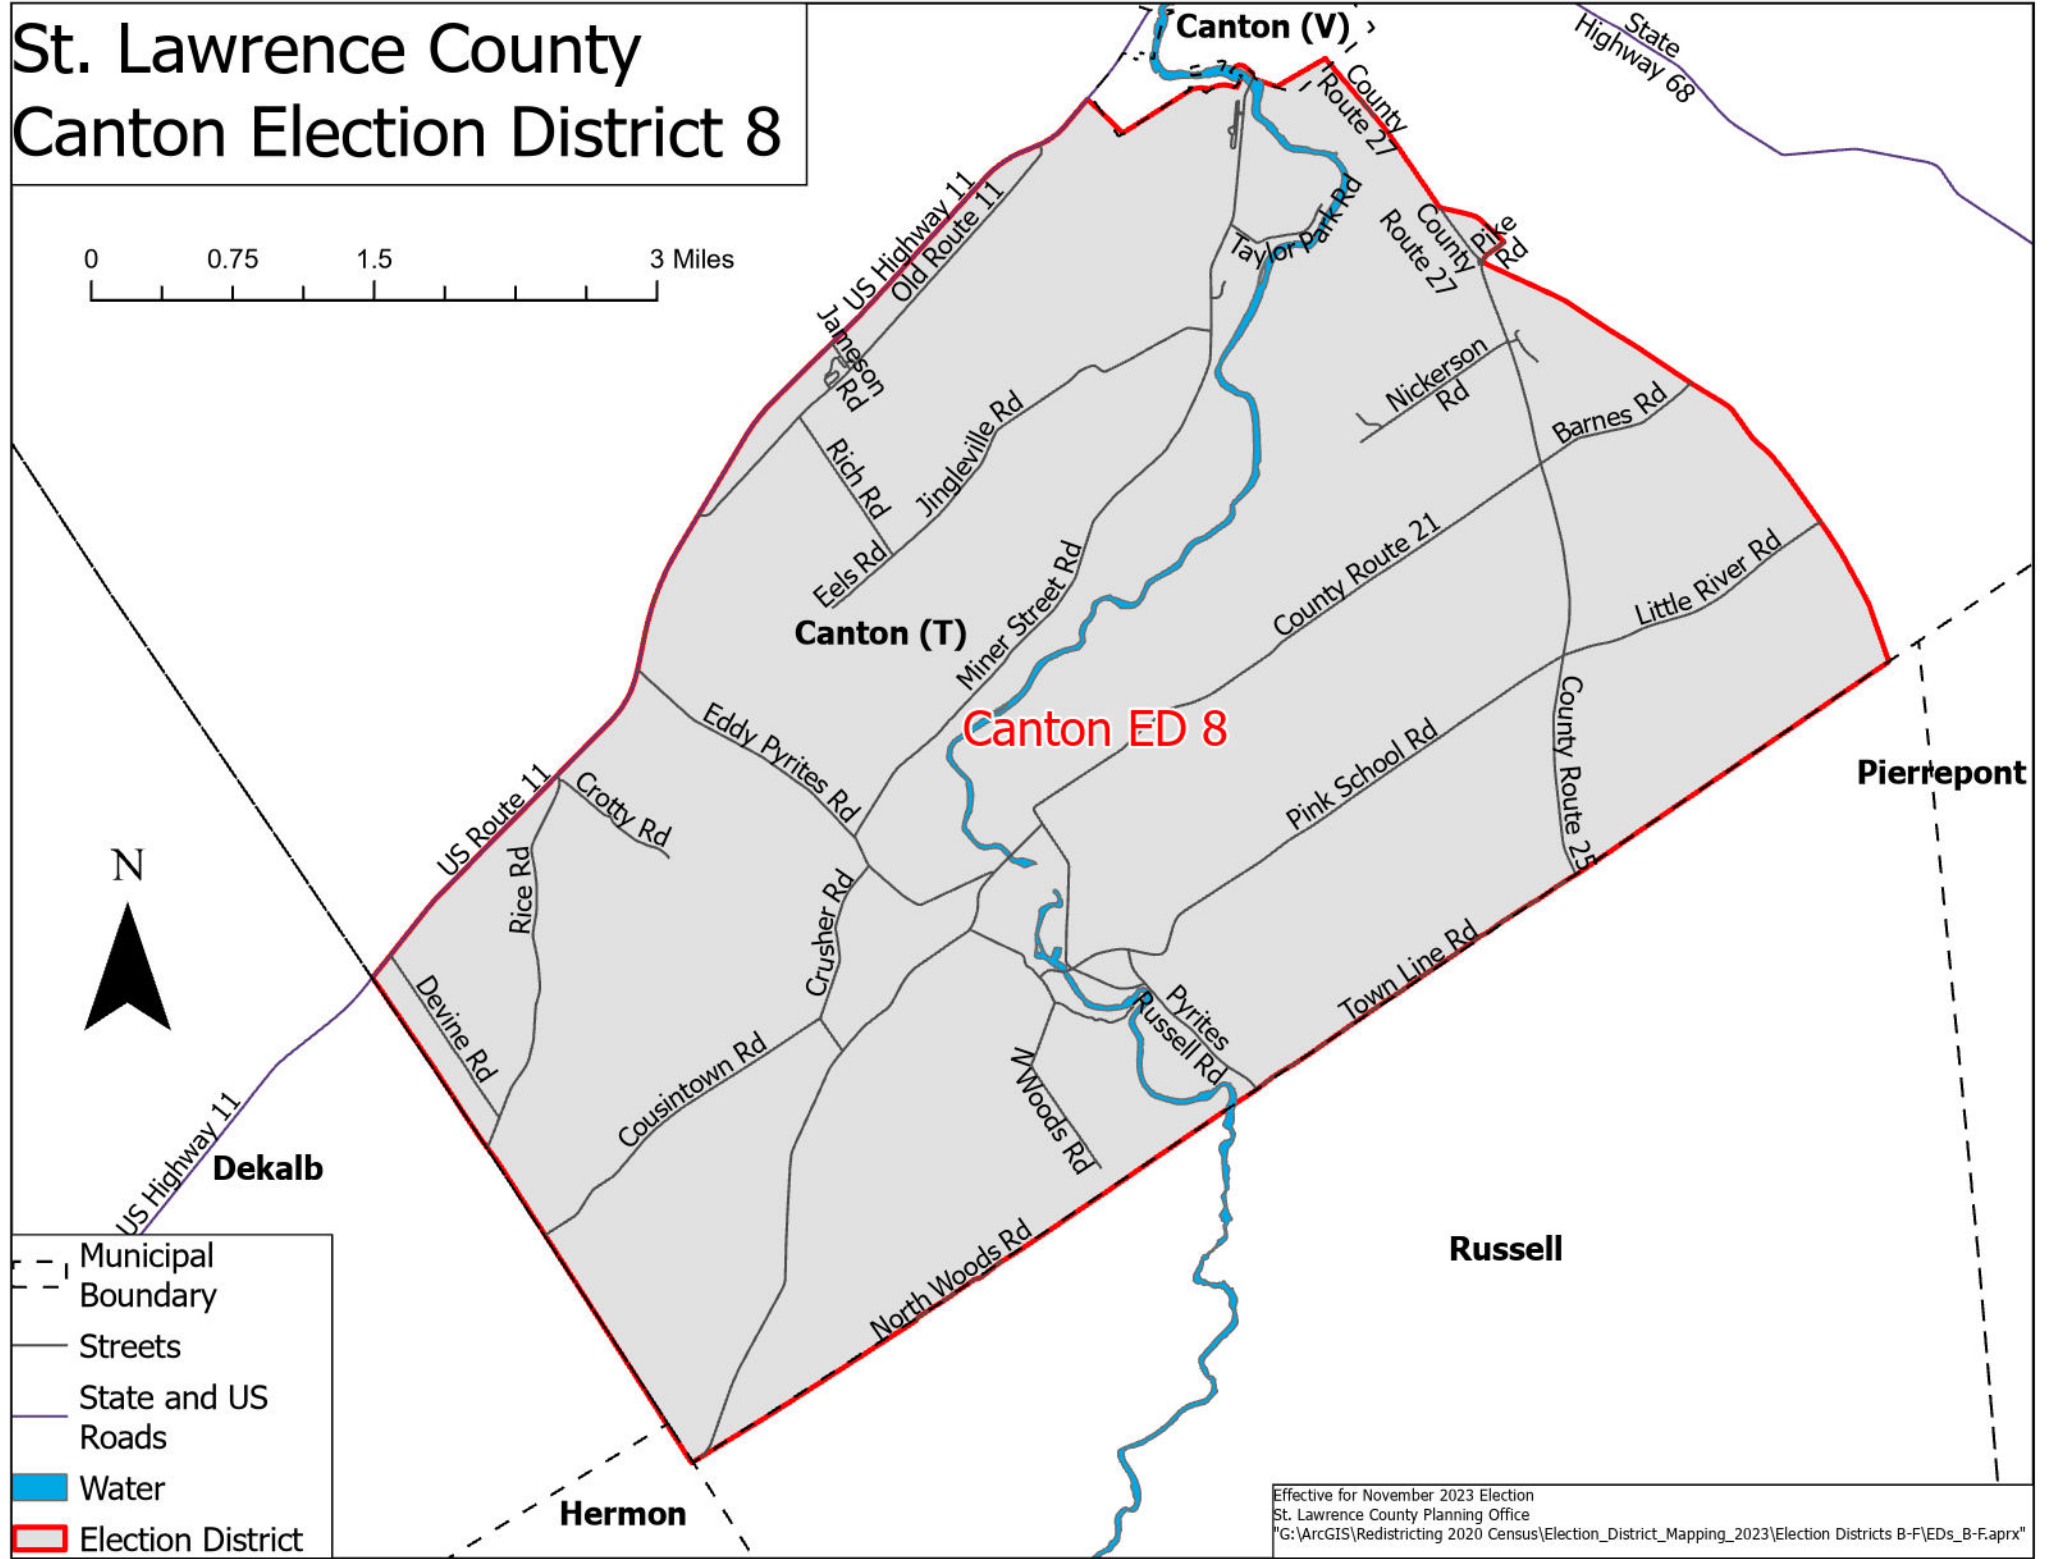 St. Lawrence County
Canton Election District 8
Canton (V)
State
Highway 68
County
Route 27
0 0.75 1.5 3 Miles
US Highway 11
Old Route 11
Taylor Park Rd
County
Route 27
Pike
Rd
Jameson
Rd
Nickerson
Rd
Barnes Rd
Rich Rd
Jingleville Rd
Eels Rd
County Route 21
Little River Rd
Canton (T)
Miner Street Rd
Canton ED 8
Eddy Pyrites Rd
County Route 25
Pink School Rd
Pierrepont
US Route 11
Crotty Rd
Rice Rd
N
Crusher Rd
Devine Rd
Cousintown Rd
Pyrites
Russell Rd
Town Line Rd
N Woods Rd
US Highway 11
Dekalb
North Woods Rd
Russell
Hermon
Municipal
Boundary
Streets
State and US
Roads
Water
Election District
Effective for November 2023 Election
St. Lawrence County Planning Office
"G:\ArcGIS\Redistricting 2020 Census\Election_District_Mapping_2023\Election Districts B-F\EDs_B-F.aprx"